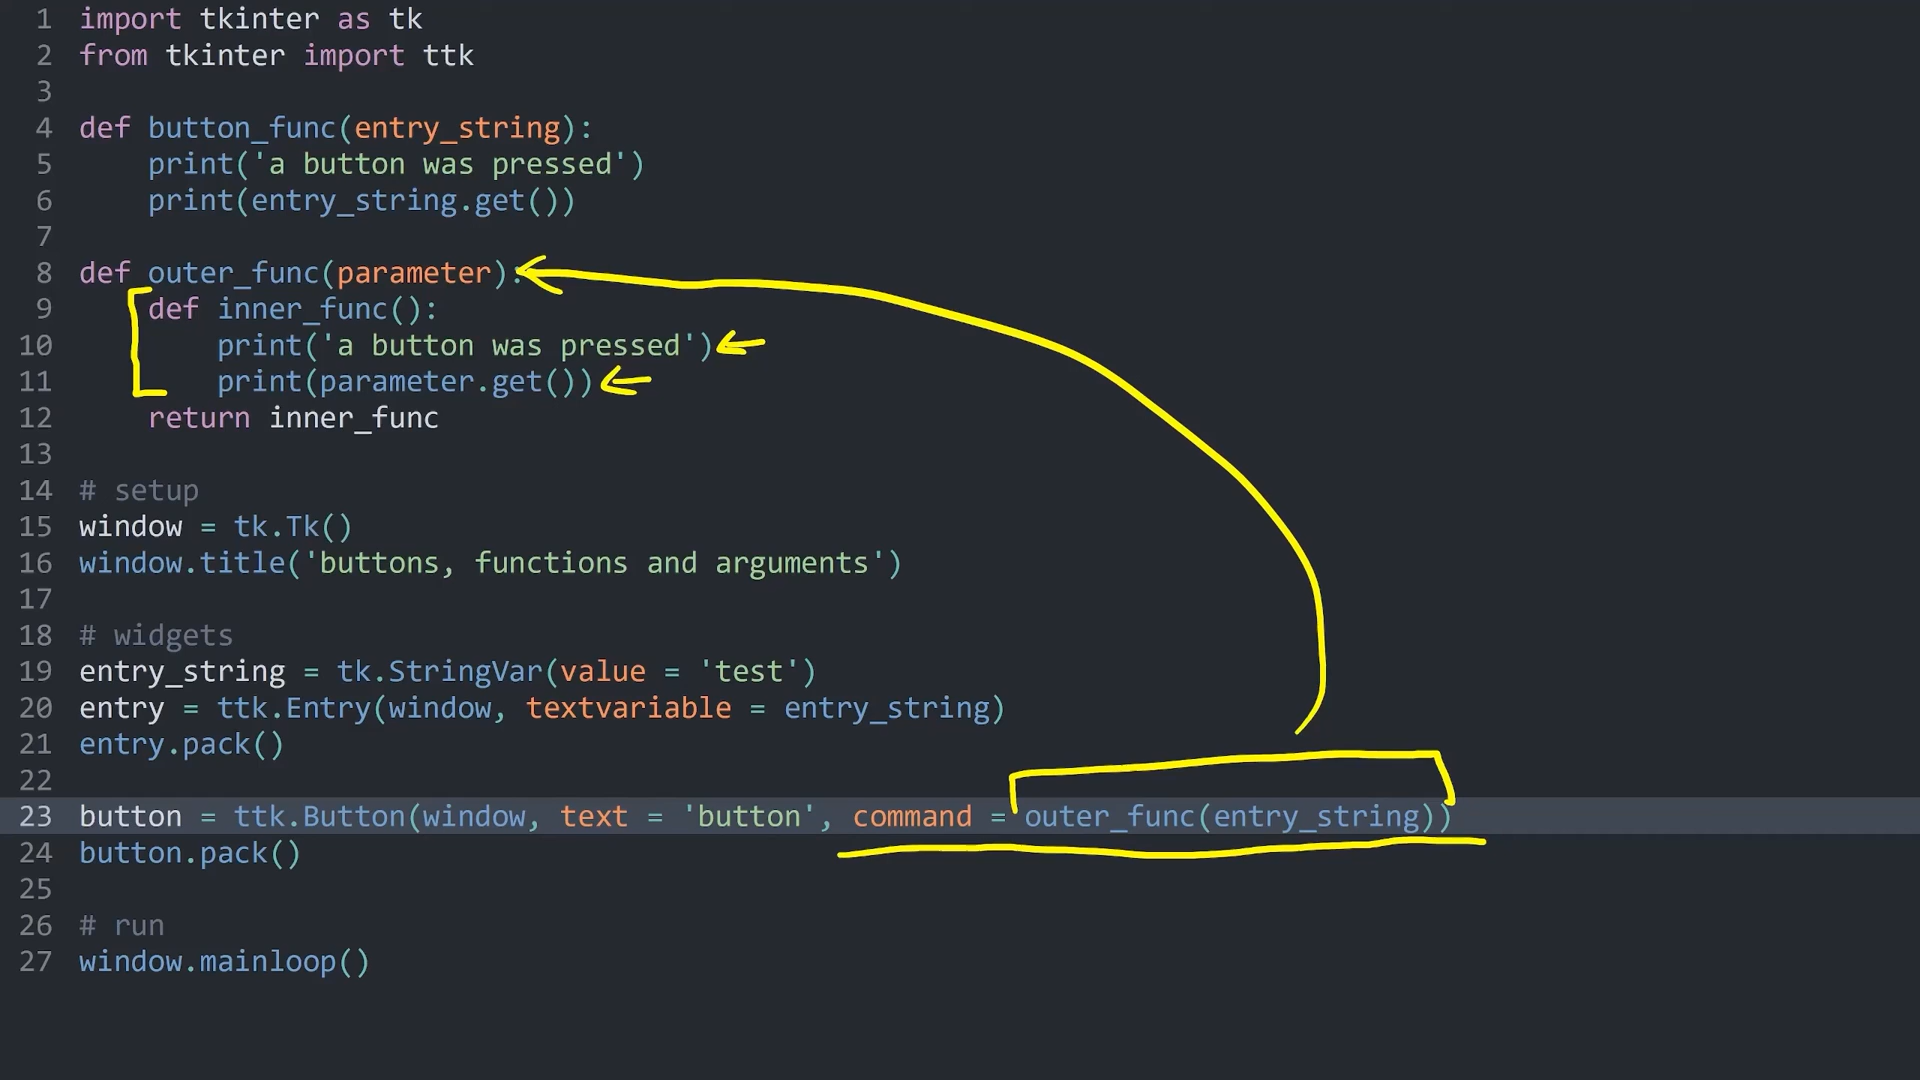 1 import tkinter as tk
2 from tkinter import ttk
3
4 def button_func(entry_string):
5     print('a button was pressed')
6     print(entry_string.get())
7
8 def outer_func(parameter):
9     def inner_func():
10         print('a button was pressed')
11         print(parameter.get())
12     return inner_func
13
14 # setup
15 window = tk.Tk()
16 window.title('buttons, functions and arguments')
17
18 # widgets
19 entry_string = tk.StringVar(value = 'test')
20 entry = ttk.Entry(window, textvariable = entry_string)
21 entry.pack()
22
23 button = ttk.Button(window, text = 'button', command = outer_func(entry_string))
24 button.pack()
25
26 # run
27 window.mainloop()